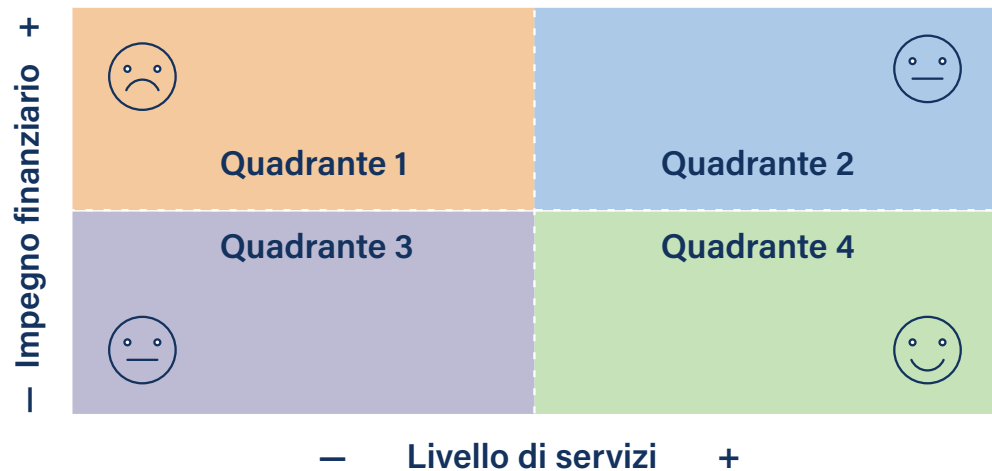 — Impegno finanziario +
Quadrante 1
Quadrante 2
Quadrante 3
Quadrante 4
— Livello di servizi +